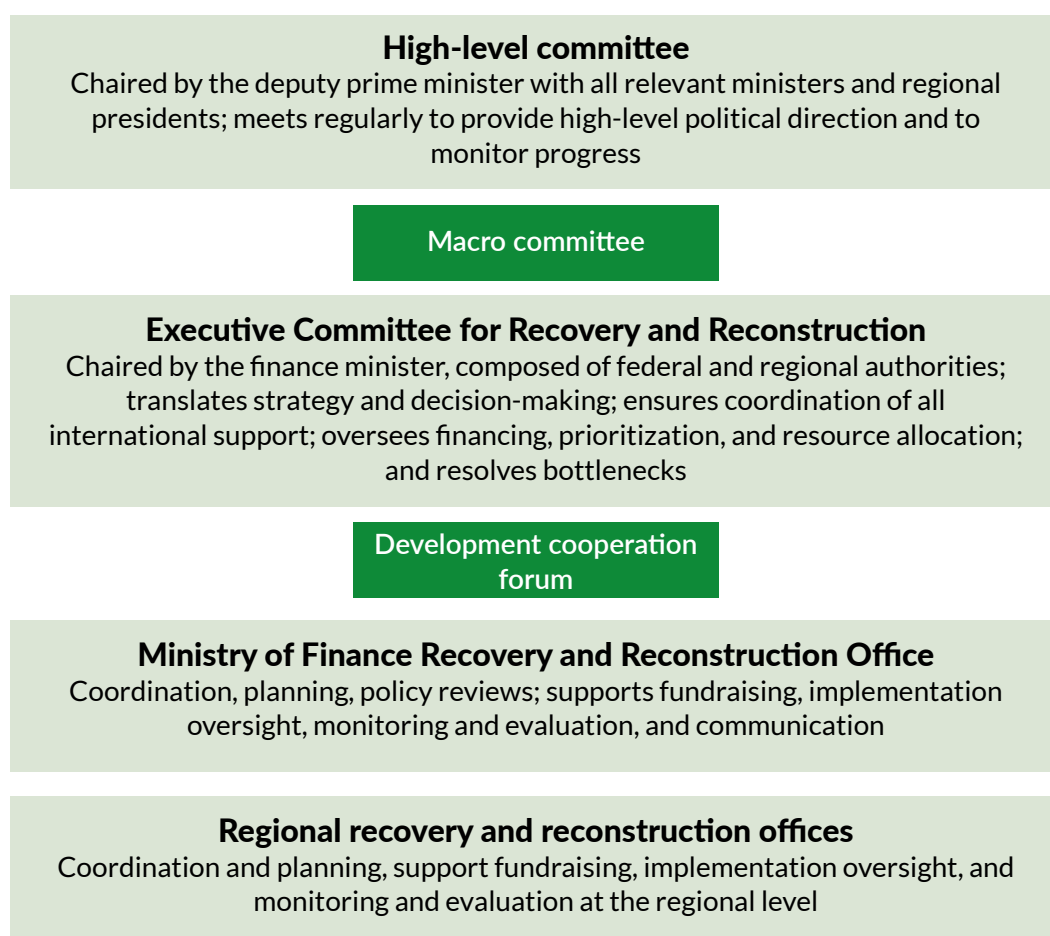 High-level committee
Chaired by the deputy prime minister with all relevant ministers and regional
presidents; meets regularly to provide high-level political direction and to
monitor progress
Macro committee
Executive Committee for Recovery and Reconstruction
Chaired by the finance minister, composed of federal and regional authorities;
translates strategy and decision-making; ensures coordination of all
international support; oversees financing, prioritization, and resource allocation;
and resolves bottlenecks
Development cooperation
forum
Ministry of Finance Recovery and Reconstruction Office
Coordination, planning, policy reviews; supports fundraising, implementation
oversight, monitoring and evaluation, and communication
Regional recovery and reconstruction offices
Coordination and planning, support fundraising, implementation oversight, and
monitoring and evaluation at the regional level